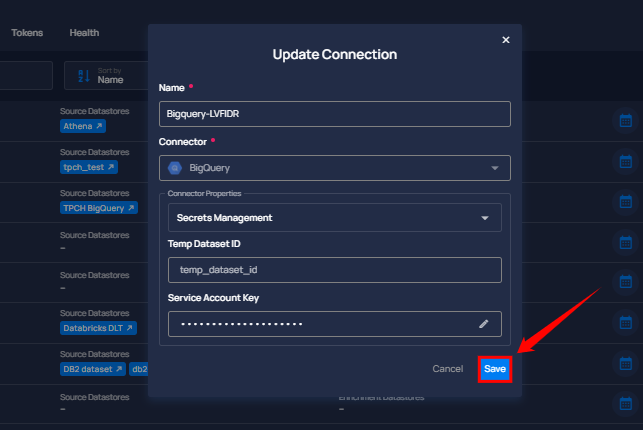 Tokens
Health
Sort by
Name
Update Connection
Name •
Bigquery-LVFIDR
Connector •
BigQuery
Connector Properties
Secrets Management
Temp Dataset ID
temp_dataset_id
Service Account Key
••••••••••••••••••••
Cancel
Save
Source Datastores
Athena
Source Datastores
tpch_test
Source Datastores
TPCH BigQuery
Source Datastores
–
Source Datastores
–
Source Datastores
Databricks DLT
Source Datastores
DB2 dataset
db2
Source Datastores
–
Enrichment Datastores
–